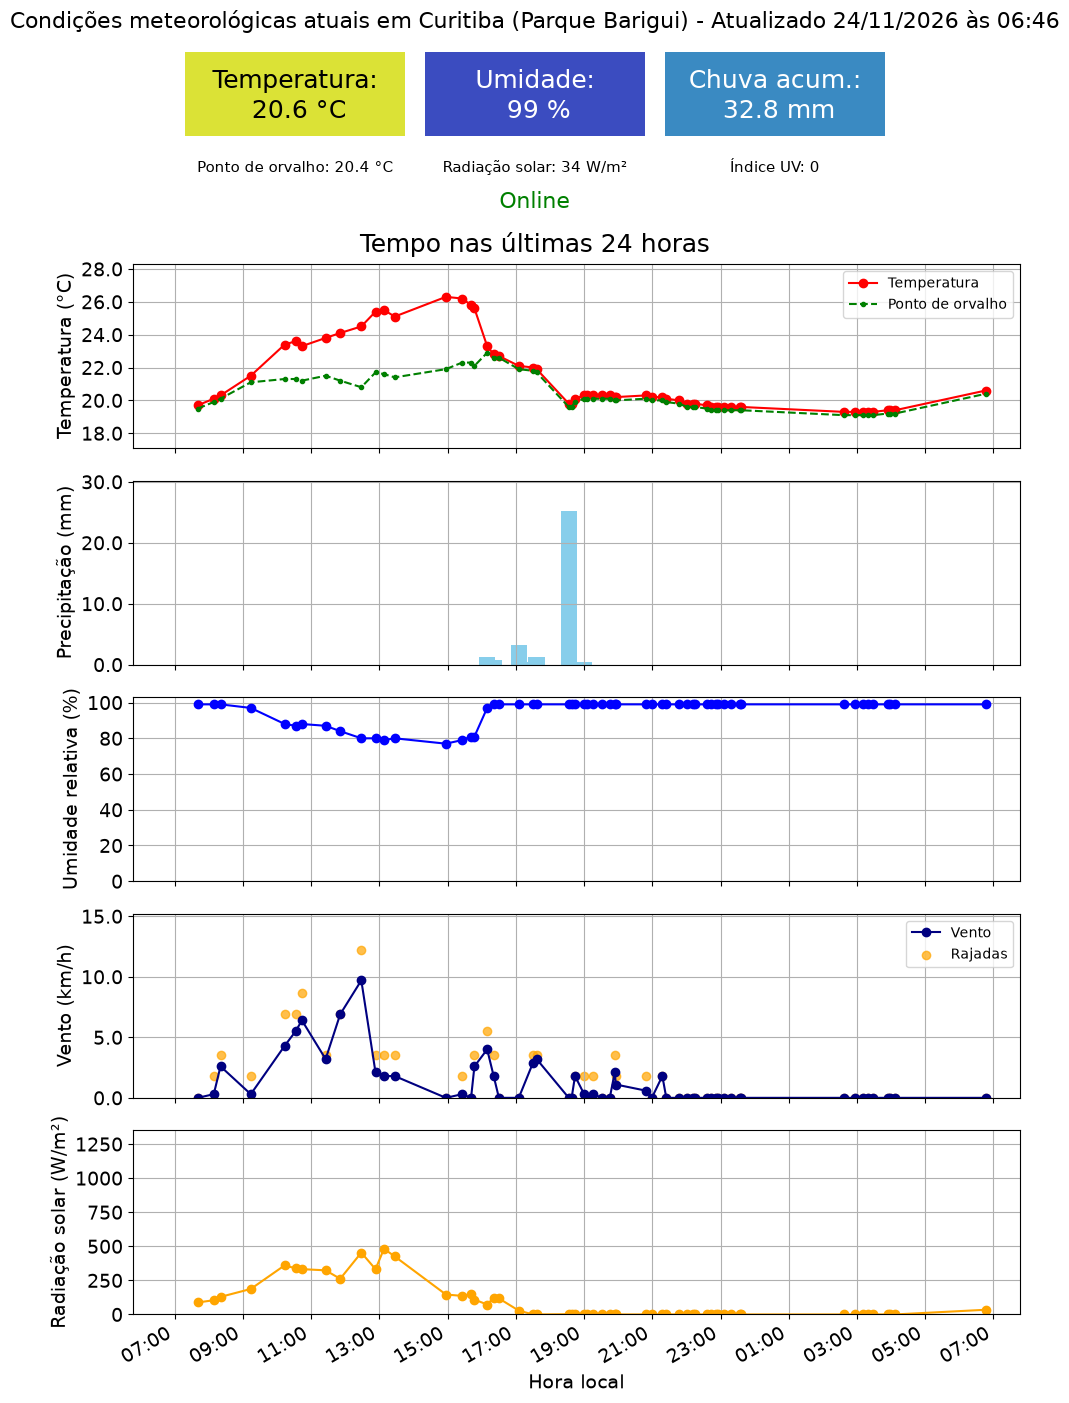 Condições meteorológicas atuais em Curitiba (Parque Barigui) - Atualizado 24/11/2026 às 06:46
Temperatura:
20.6 °C
Umidade:
99 %
Chuva acum.:
32.8 mm
Ponto de orvalho: 20.4 °C
Radiação solar: 34 W/m²
Índice UV: 0
Online
Tempo nas últimas 24 horas
Temperatura (°C)
28.0
26.0
24.0
22.0
20.0
18.0
Temperatura
Ponto de orvalho
Precipitação (mm)
30.0
20.0
10.0
0.0
Umidade relativa (%)
100
80
60
40
20
0
Vento (km/h)
15.0
10.0
5.0
0.0
Vento
Rajadas
Radiação solar (W/m²)
1250
1000
750
500
250
0
07:00
09:00
11:00
13:00
15:00
17:00
19:00
21:00
23:00
01:00
03:00
05:00
07:00
Hora local